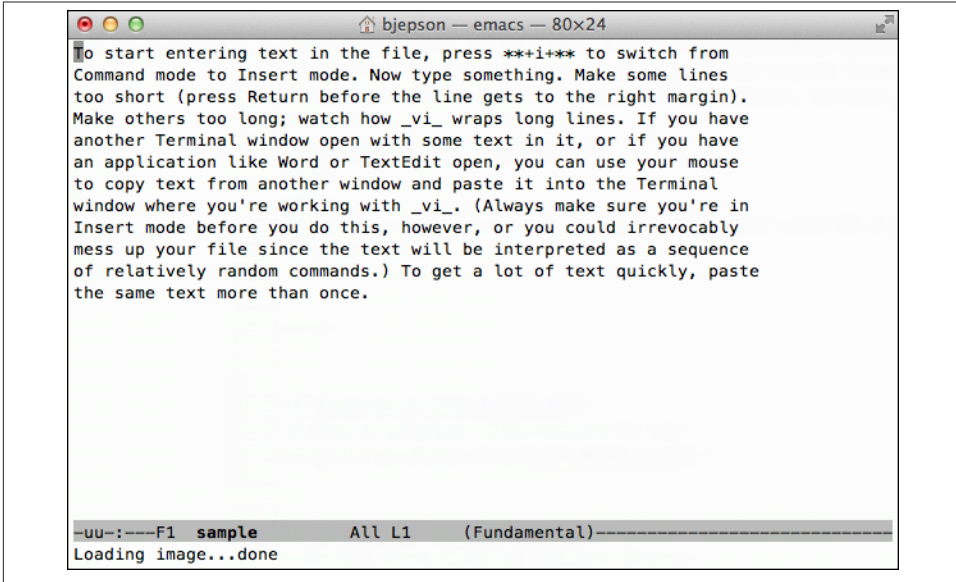 bjepson — emacs — 80×24
To start entering text in the file, press **+i+** to switch from
Command mode to Insert mode. Now type something. Make some lines
too short (press Return before the line gets to the right margin).
Make others too long; watch how _vi_ wraps long lines. If you have
another Terminal window open with some text in it, or if you have
an application like Word or TextEdit open, you can use your mouse
to copy text from another window and paste it into the Terminal
window where you're working with _vi_. (Always make sure you're in
Insert mode before you do this, however, or you could irrevocably
mess up your file since the text will be interpreted as a sequence
of relatively random commands.) To get a lot of text quickly, paste
the same text more than once.
-uu-:---F1  sample         All L1     (Fundamental)-----------------------------
Loading image...done